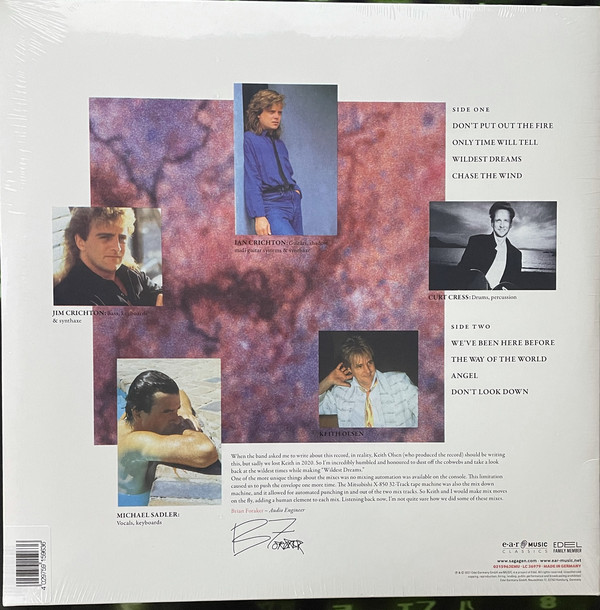 SIDE ONE
DON'T PUT OUT THE FIRE
ONLY TIME WILL TELL
WILDEST DREAMS
CHASE THE WIND
IAN CRICHTON: Guitars,
midi guitar systems & synthaxe
CURT CRESS: Drums, percussion
JIM CRICHTON: Bass, keyboards
& synthaxe
SIDE TWO
WE'VE BEEN HERE BEFORE
THE WAY OF THE WORLD
ANGEL
DON'T LOOK DOWN
KEITH OLSEN
MICHAEL SADLER:
Vocals, keyboards
When the band asked me to write about this record, in reality, Keith Olsen (who produced the record) should be writing
this, but sadly we lost Keith in 2020. So I'm incredibly humbled and honoured to dust off the cobwebs and take a look
back at the wildest times while making "Wildest Dreams."
One of the more unique things about the mixes was no mixing automation was available on the console. This limitation
caused us to push the envelope one more time. The Mitsubishi X-850 32-Track tape machine was also the mix down
machine, and it allowed for automated punching in and out of the two mix tracks. So Keith and I would make mix moves
on the fly, adding a human element to each mix. Listening back now, I'm not quite sure how we did some of these mixes.
Brian Foraker – Audio Engineer
e·a·r MUSIC
CLASSICS
EDEL
FAMILY MEMBER
www.sagagen.com · www.ear-music.net
MADE IN GERMANY